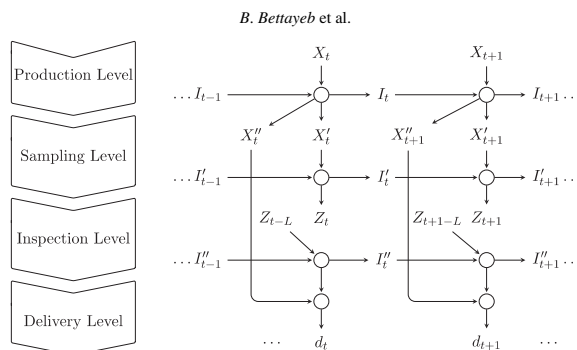 B. Bettayeb et al.
X_t X_{t+1}
Production Level
... I_{t-1} I_t I_{t+1} ...
X''_t X'_t X''_{t+1} X'_{t+1}
Sampling Level
... I'_{t-1} I'_t I'_{t+1} ...
Z_{t-L} Z_t Z_{t+1-L} Z_{t+1}
Inspection Level
... I''_{t-1} I''_t I''_{t+1} ...
Delivery Level
... d_t d_{t+1} ...